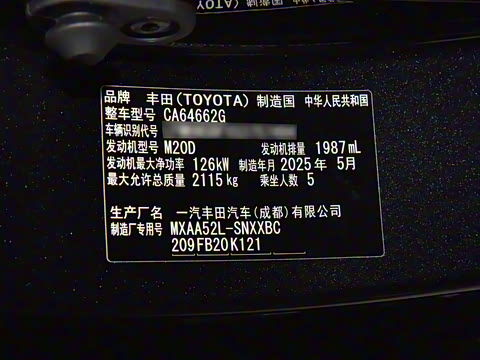 品牌 丰田(TOYOTA) 制造国 中华人民共和国
整车型号 CA64662G
车辆识别代号
发动机型号 M20D 发动机排量 1987mL
发动机最大净功率 126kW 制造年月 2025年 5月
最大允许总质量 2115kg 乘坐人数 5
生产厂名 一汽丰田汽车(成都)有限公司
制造厂专用号 MXAA52L-SNXXBC
209FB20K121